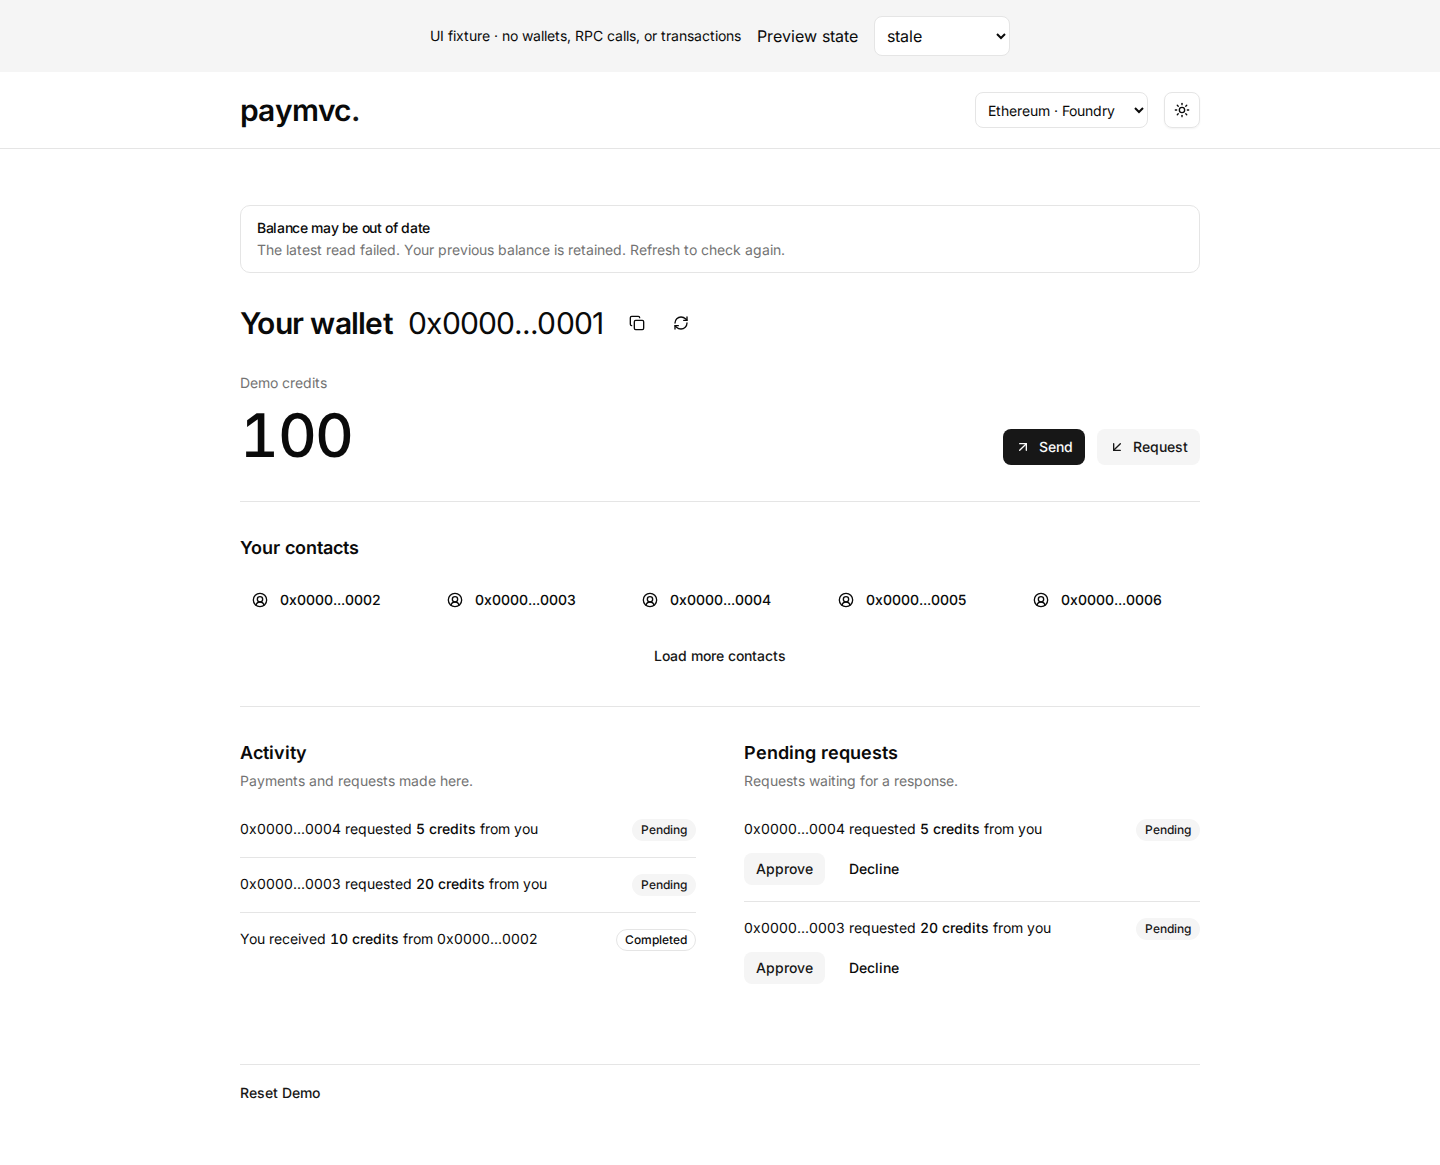 UI fixture · no wallets, RPC calls, or transactions Preview state stale
paymvc. Ethereum · Foundry
Balance may be out of date
The latest read failed. Your previous balance is retained. Refresh to check again.
Your wallet 0x0000...0001
Demo credits
100
Send Request
Your contacts
0x0000...0002 0x0000...0003 0x0000...0004 0x0000...0005 0x0000...0006
Load more contacts
Activity
Payments and requests made here.
0x0000...0004 requested 5 credits from you Pending
0x0000...0003 requested 20 credits from you Pending
You received 10 credits from 0x0000...0002 Completed
Pending requests
Requests waiting for a response.
0x0000...0004 requested 5 credits from you Pending
Approve Decline
0x0000...0003 requested 20 credits from you Pending
Approve Decline
Reset Demo